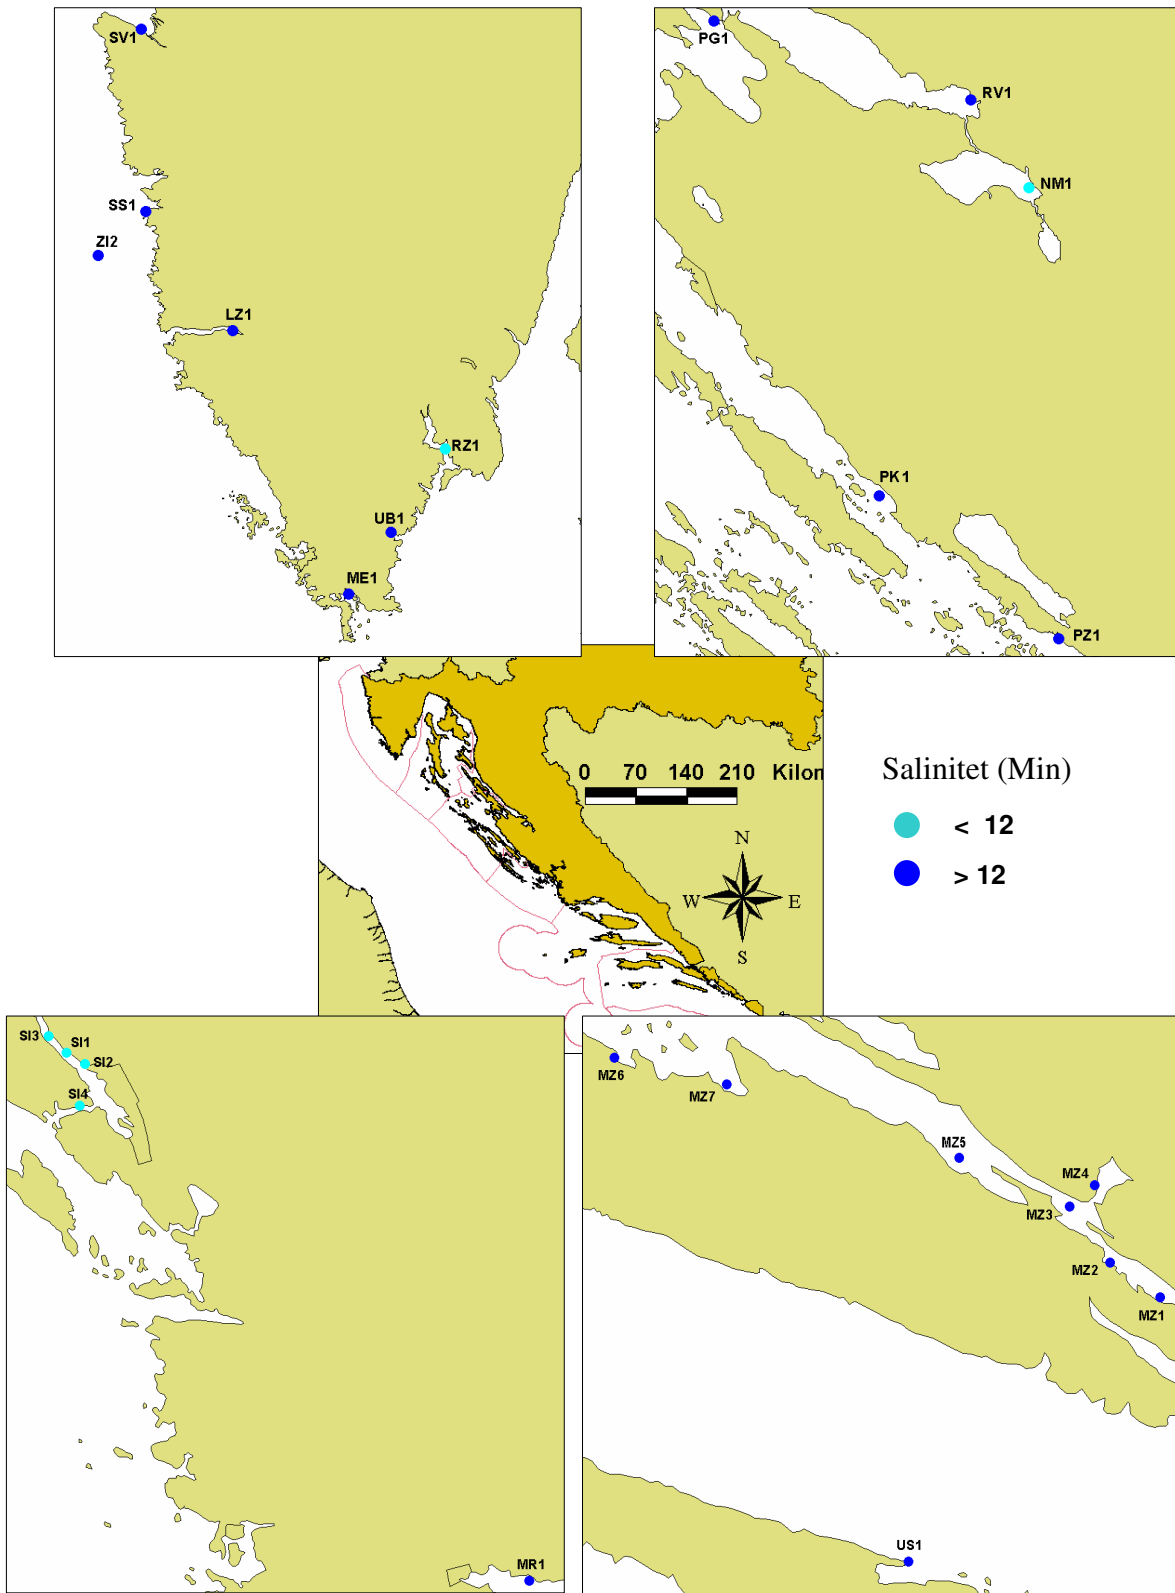 SV1
SS1
ZI2
LZ1
RZ1
UB1
ME1
PG1
RV1
NM1
PK1
PZ1
0 70 140 210 Kilon
N
W E
S
Salinitet (Min)
< 12
> 12
SI3
SI1
SI2
SI4
MR1
MZ6
MZ7
MZ5
MZ4
MZ3
MZ2
MZ1
US1